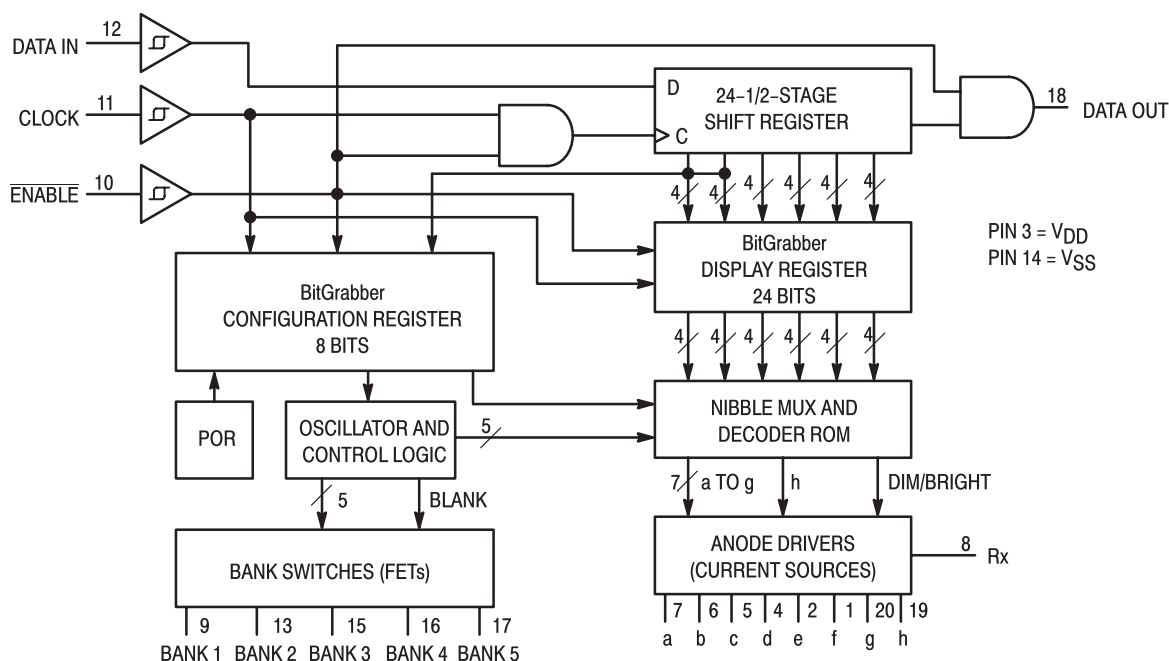 12
DATA IN
11
CLOCK
10
ENABLE
D
C
24–1/2–STAGE
SHIFT REGISTER
18
DATA OUT
4 4 4 4 4 4
PIN 3 = VDD
PIN 14 = VSS
BitGrabber
DISPLAY REGISTER
24 BITS
BitGrabber
CONFIGURATION REGISTER
8 BITS
4 4 4 4 4 4
POR
OSCILLATOR AND
CONTROL LOGIC
5
NIBBLE MUX AND
DECODER ROM
5
BLANK
7
a TO g
h
DIM/BRIGHT
BANK SWITCHES (FETs)
ANODE DRIVERS
(CURRENT SOURCES)
8
Rx
9 13 15 16 17
BANK 1 BANK 2 BANK 3 BANK 4 BANK 5
7 6 5 4 2 1 20 19
a b c d e f g h